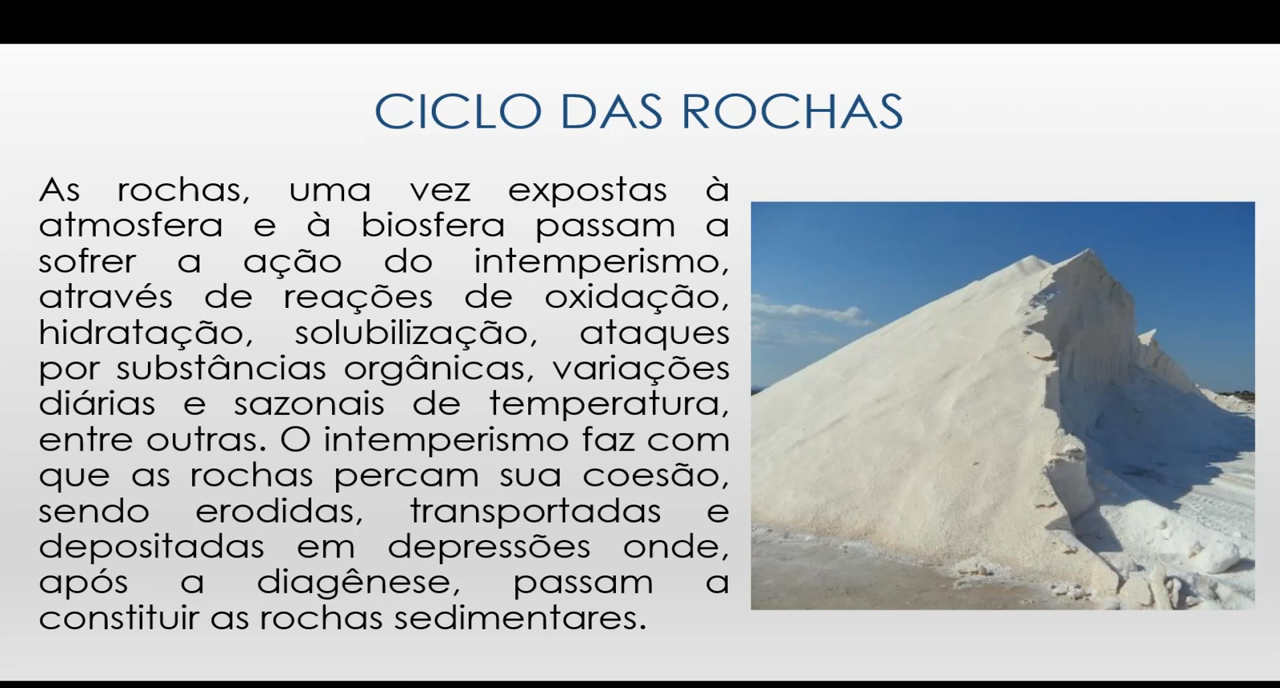 CICLO DAS ROCHAS
As rochas, uma vez expostas à
atmosfera e à biosfera passam a
sofrer a ação do intemperismo,
através de reações de oxidação,
hidratação, solubilização, ataques
por substâncias orgânicas, variações
diárias e sazonais de temperatura,
entre outras. O intemperismo faz com
que as rochas percam sua coesão,
sendo erodidas, transportadas e
depositadas em depressões onde,
após a diagênese, passam a
constituir as rochas sedimentares.